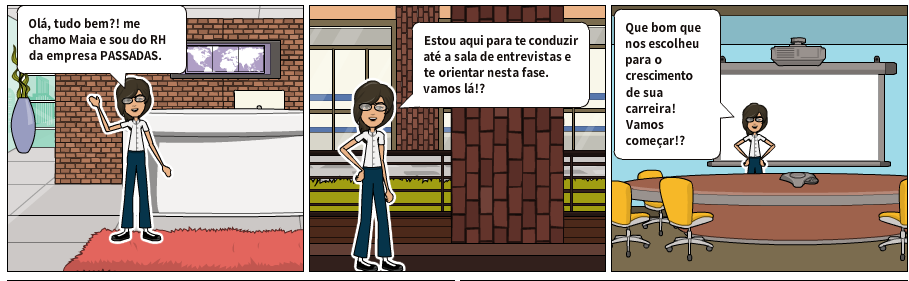 Olá, tudo bem?! me
chamo Maia e sou do RH
da empresa PASSADAS.
Estou aqui para te conduzir
até a sala de entrevistas e
te orientar nesta fase.
vamos lá!?
Que bom que
nos escolheu
para o
crescimento
de sua
carreira!
Vamos
começar!?